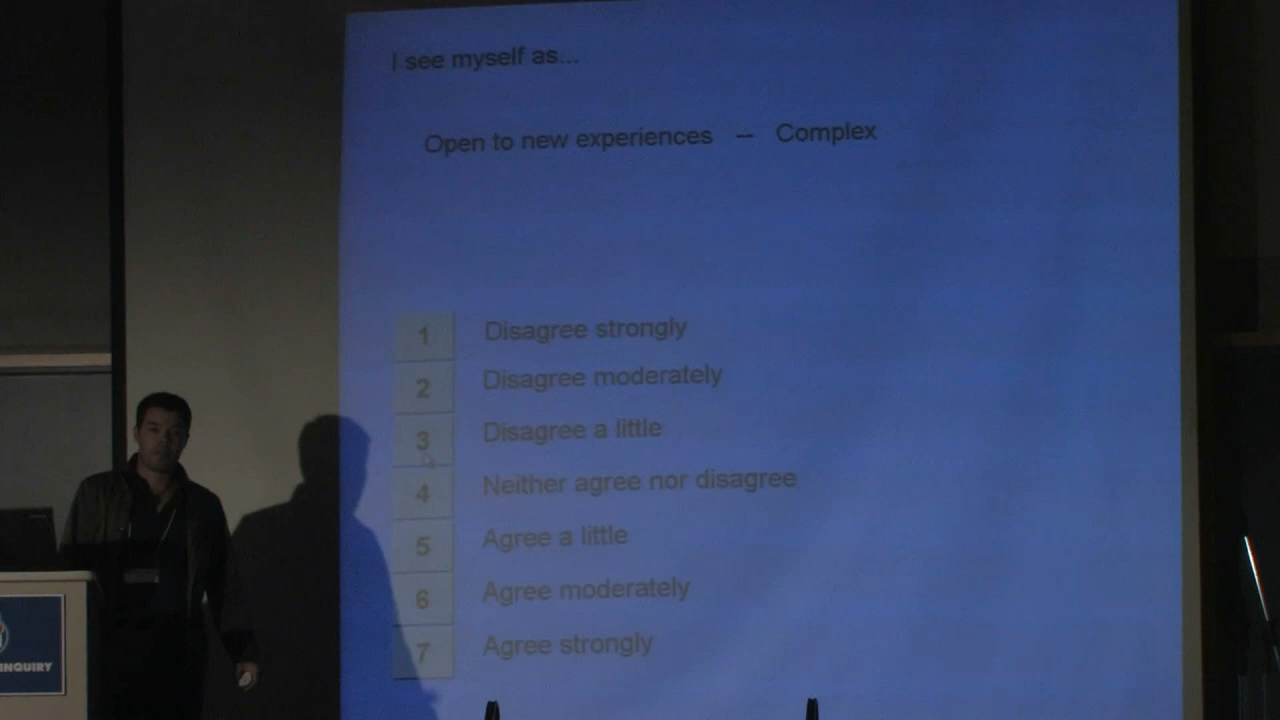 I see myself as...
Open to new experiences – Complex
1 Disagree strongly
2 Disagree moderately
3 Disagree a little
4 Neither agree nor disagree
5 Agree a little
6 Agree moderately
7 Agree strongly
INQUIRY